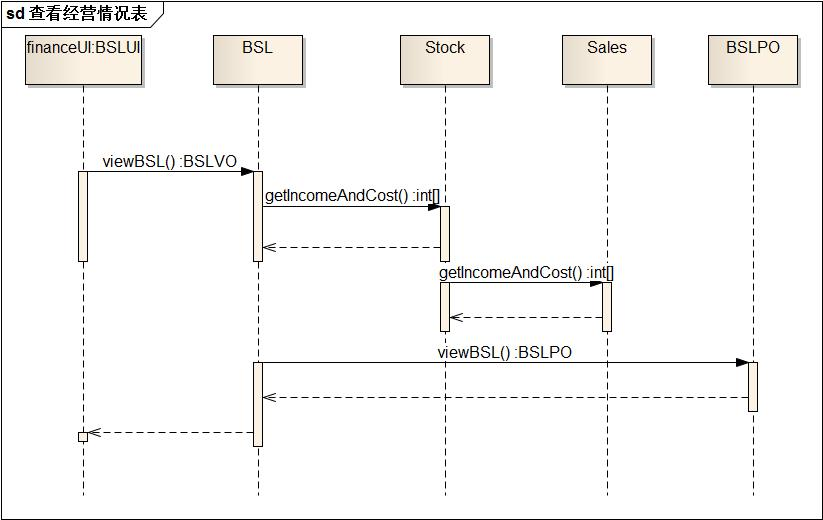 sd 查看经营情况表
financeUI:BSLUI
BSL
Stock
Sales
BSLPO
viewBSL() :BSLVO
getIncomeAndCost() :int[]
getIncomeAndCost() :int[]
viewBSL() :BSLPO